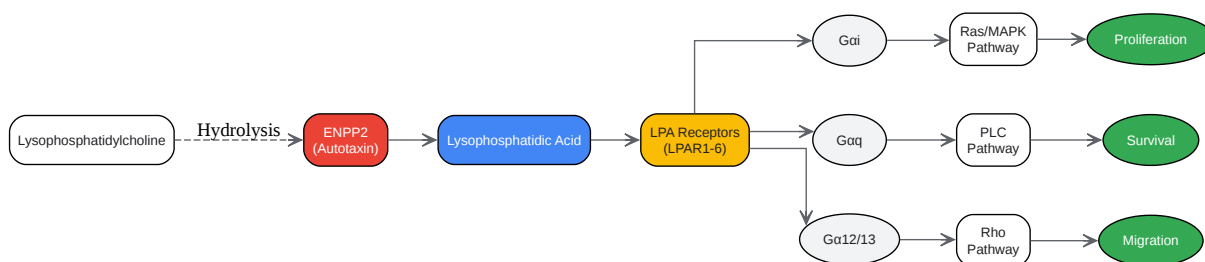 Lysophosphatidylcholine
Hydrolysis
ENPP2
(Autotaxin)
Lysophosphatidic Acid
LPA Receptors
(LPAR1-6)
Gαi
Ras/MAPK
Pathway
Proliferation
Gαq
PLC
Pathway
Survival
Gα12/13
Rho
Pathway
Migration